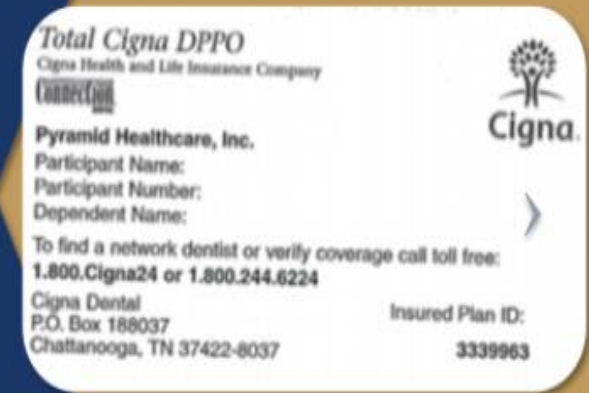 Total Cigna DPPO
Cigna Health and Life Insurance Company
Connection
Cigna.
Pyramid Healthcare, Inc.
Participant Name:
Participant Number:
Dependent Name:
To find a network dentist or verify coverage call toll free:
1.800.Cigna24 or 1.800.244.6224
Cigna Dental
P.O. Box 188037
Chattanooga, TN 37422-8037
Insured Plan ID:
3339963